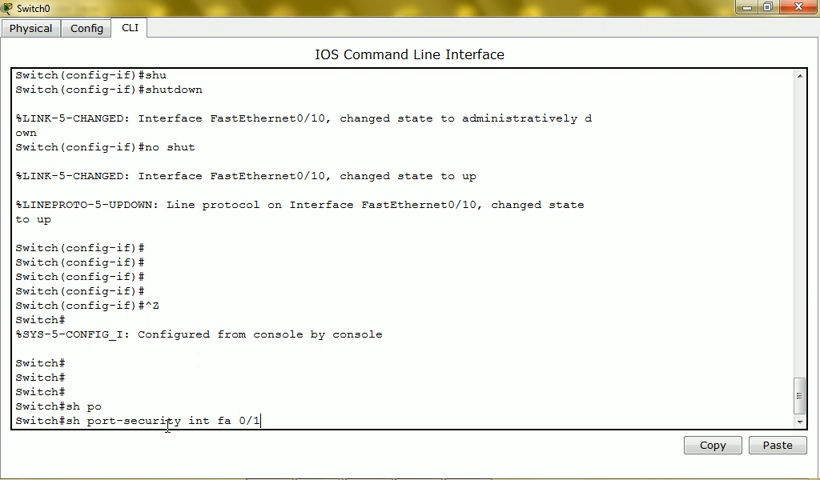 Switch0
Physical Config CLI
IOS Command Line Interface
Switch(config-if)#shu
Switch(config-if)#shutdown
%LINK-5-CHANGED: Interface FastEthernet0/10, changed state to administratively d
own
Switch(config-if)#no shut
%LINK-5-CHANGED: Interface FastEthernet0/10, changed state to up
%LINEPROTO-5-UPDOWN: Line protocol on Interface FastEthernet0/10, changed state
to up
Switch(config-if)#
Switch(config-if)#
Switch(config-if)#
Switch(config-if)#
Switch(config-if)#^Z
Switch#
%SYS-5-CONFIG_I: Configured from console by console
Switch#
Switch#
Switch#
Switch#sh po
Switch#sh port-security int fa 0/1
Copy Paste